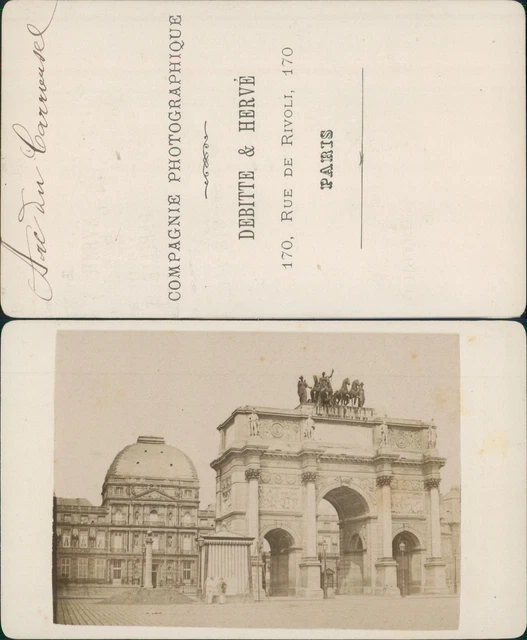 Arc du Carrousel
COMPAGNIE PHOTOGRAPHIQUE
DEBITTE & HERVÉ
170, RUE DE RIVOLI, 170
PARIS